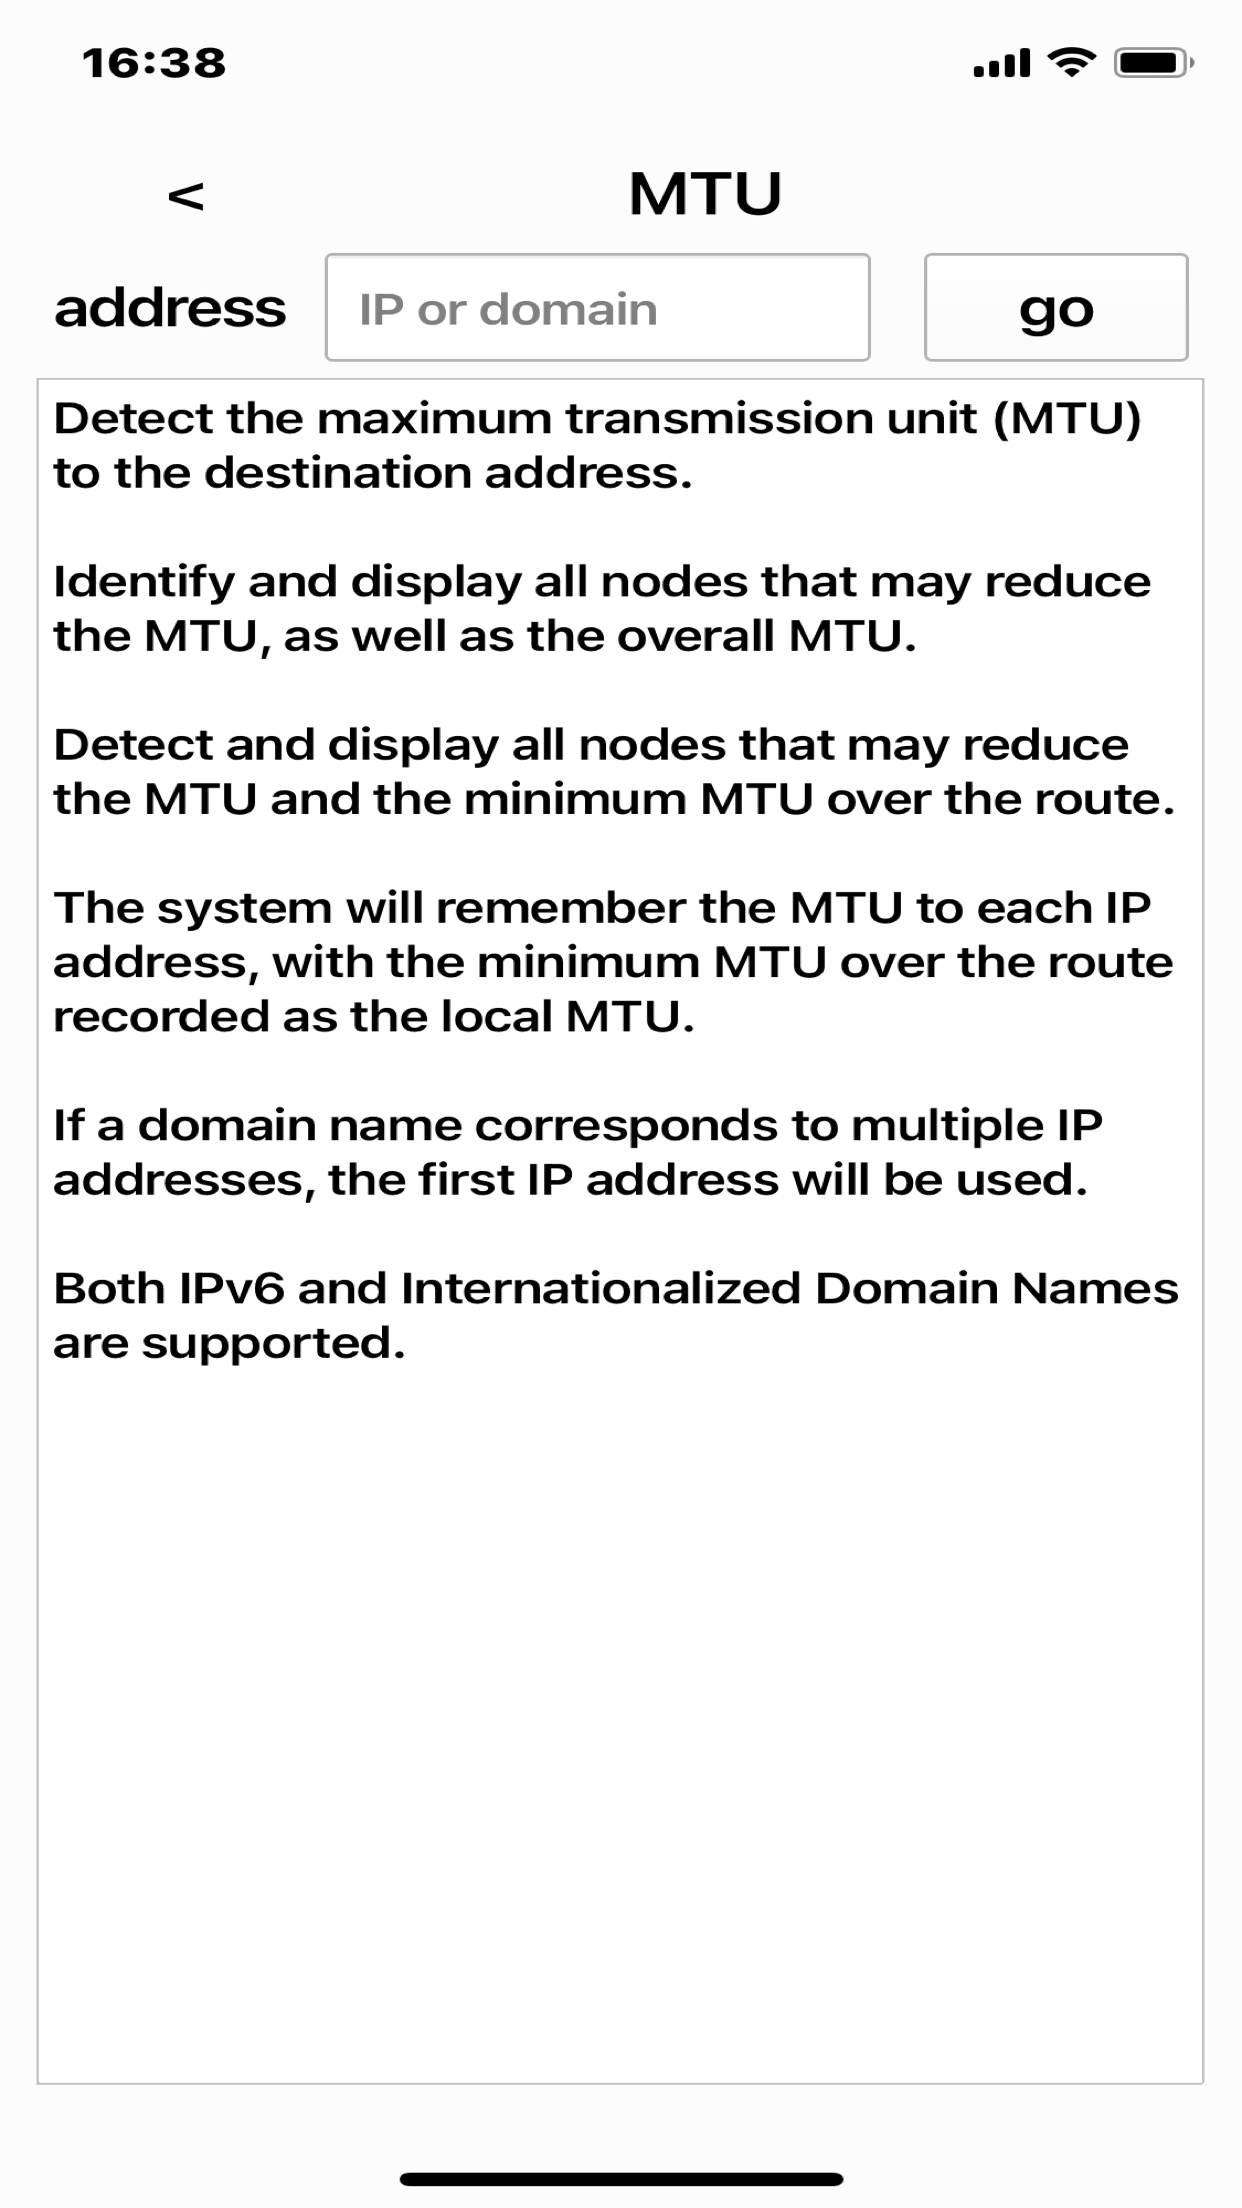 16:38
< MTU
address IP or domain go
Detect the maximum transmission unit (MTU)
to the destination address.
Identify and display all nodes that may reduce
the MTU, as well as the overall MTU.
Detect and display all nodes that may reduce
the MTU and the minimum MTU over the route.
The system will remember the MTU to each IP
address, with the minimum MTU over the route
recorded as the local MTU.
If a domain name corresponds to multiple IP
addresses, the first IP address will be used.
Both IPv6 and Internationalized Domain Names
are supported.